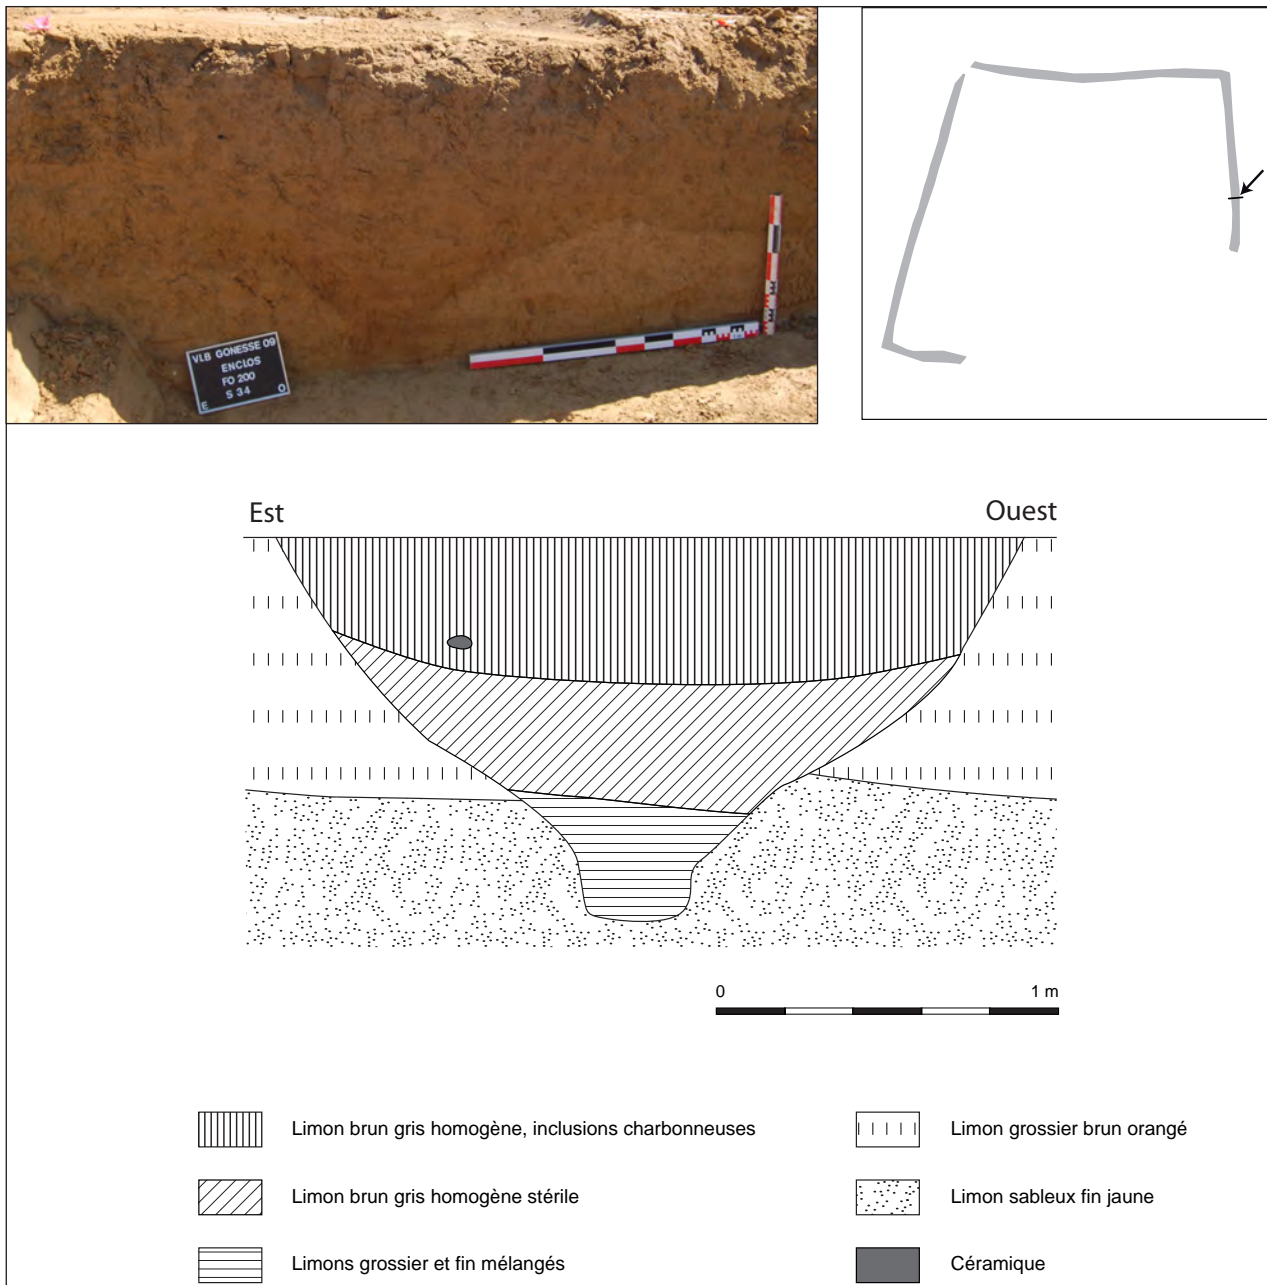 VLB GONESSE 09
ENCLOS
FO 200
S 34
E O
Est Ouest
0 1 m
Limon brun gris homogène, inclusions charbonneuses
Limon grossier brun orangé
Limon brun gris homogène stérile
Limon sableux fin jaune
Limons grossier et fin mélangés
Céramique